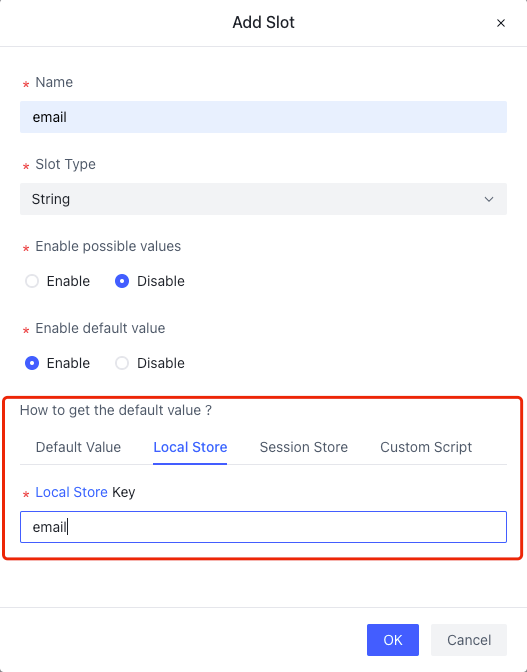 Add Slot
×
* Name
email
* Slot Type
String
* Enable possible values
Enable Disable
* Enable default value
Enable Disable
How to get the default value ?
Default Value Local Store Session Store Custom Script
* Local Store Key
email
OK Cancel